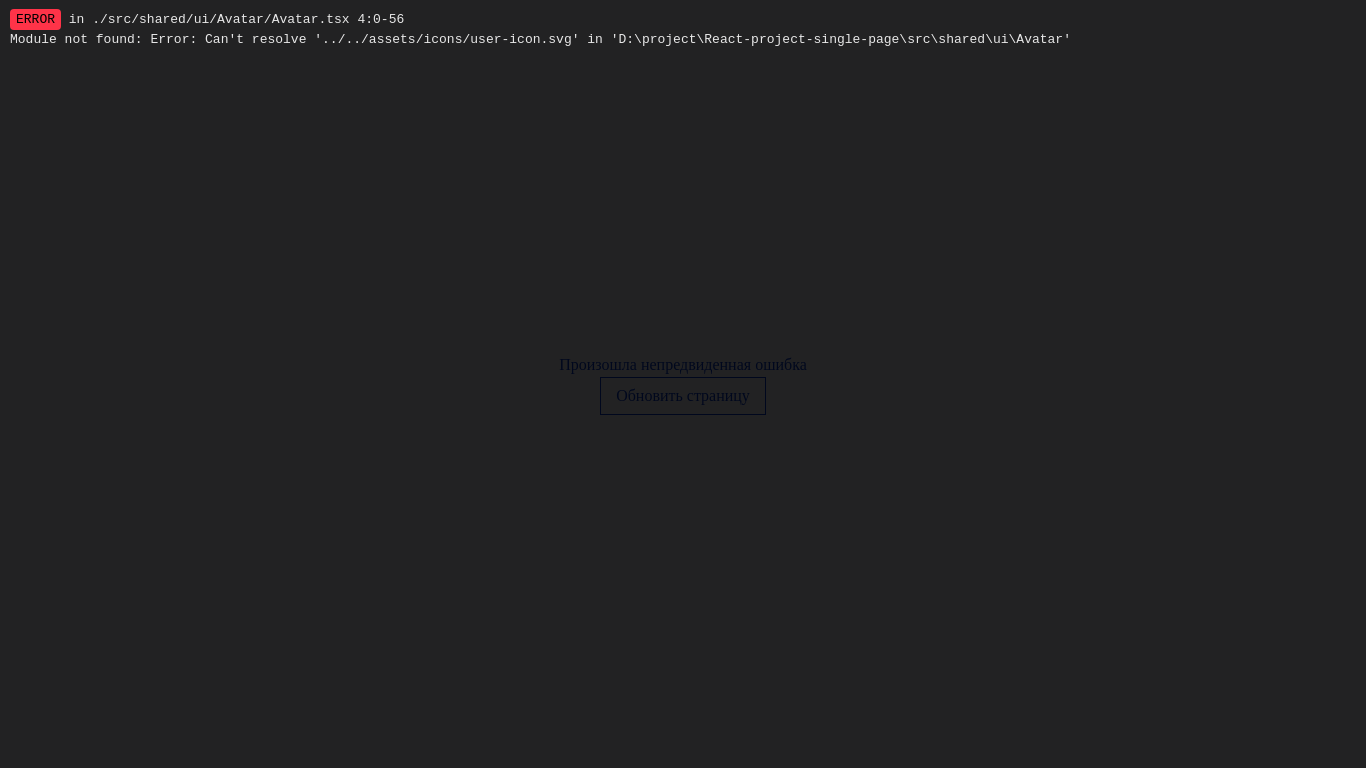 ERROR in ./src/shared/ui/Avatar/Avatar.tsx 4:0-56
Module not found: Error: Can't resolve '../../assets/icons/user-icon.svg' in 'D:\project\React-project-single-page\src\shared\ui\Avatar'
Произошла непредвиденная ошибка
Обновить страницу